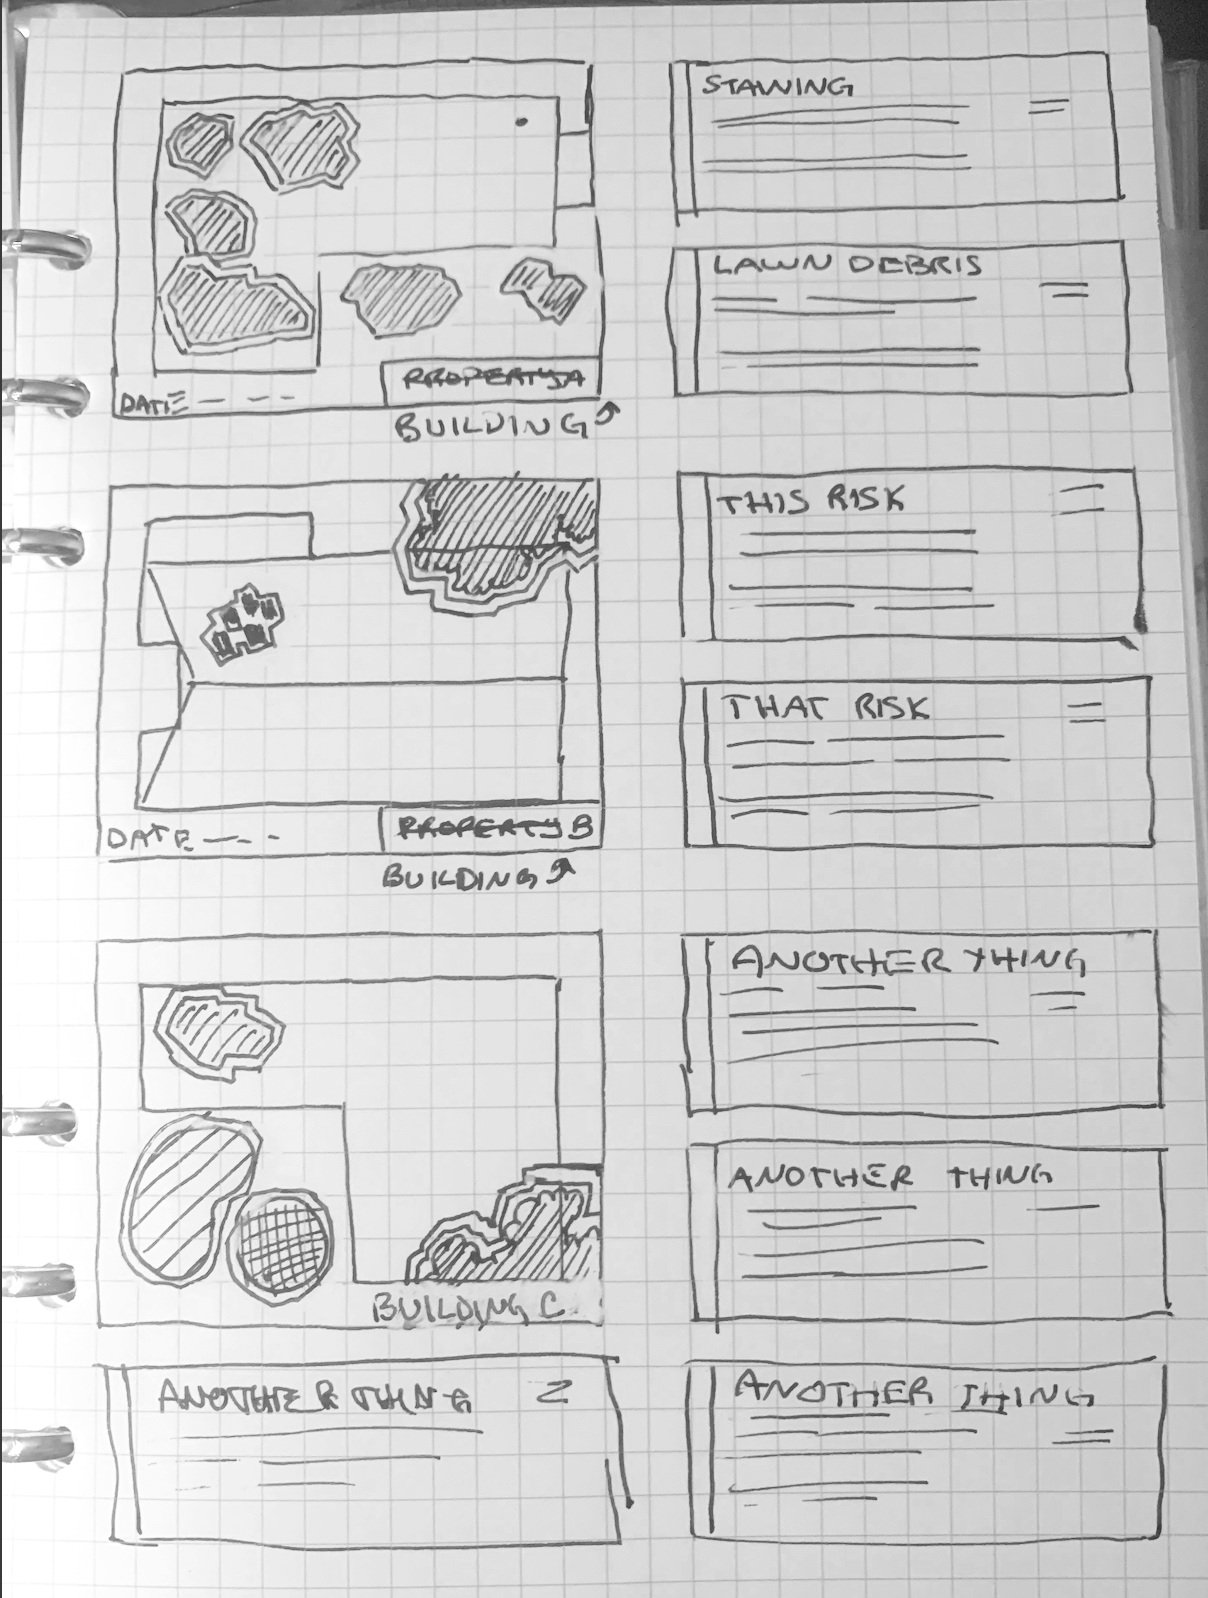 STAINING
LAWN DEBRIS
PROPERTY A
DATE
BUILDING
THIS RISK
THAT RISK
PROPERTY B
DATE
BUILDING
ANOTHER THING
ANOTHER THING
BUILDING C
ANOTHER THING
ANOTHER THING